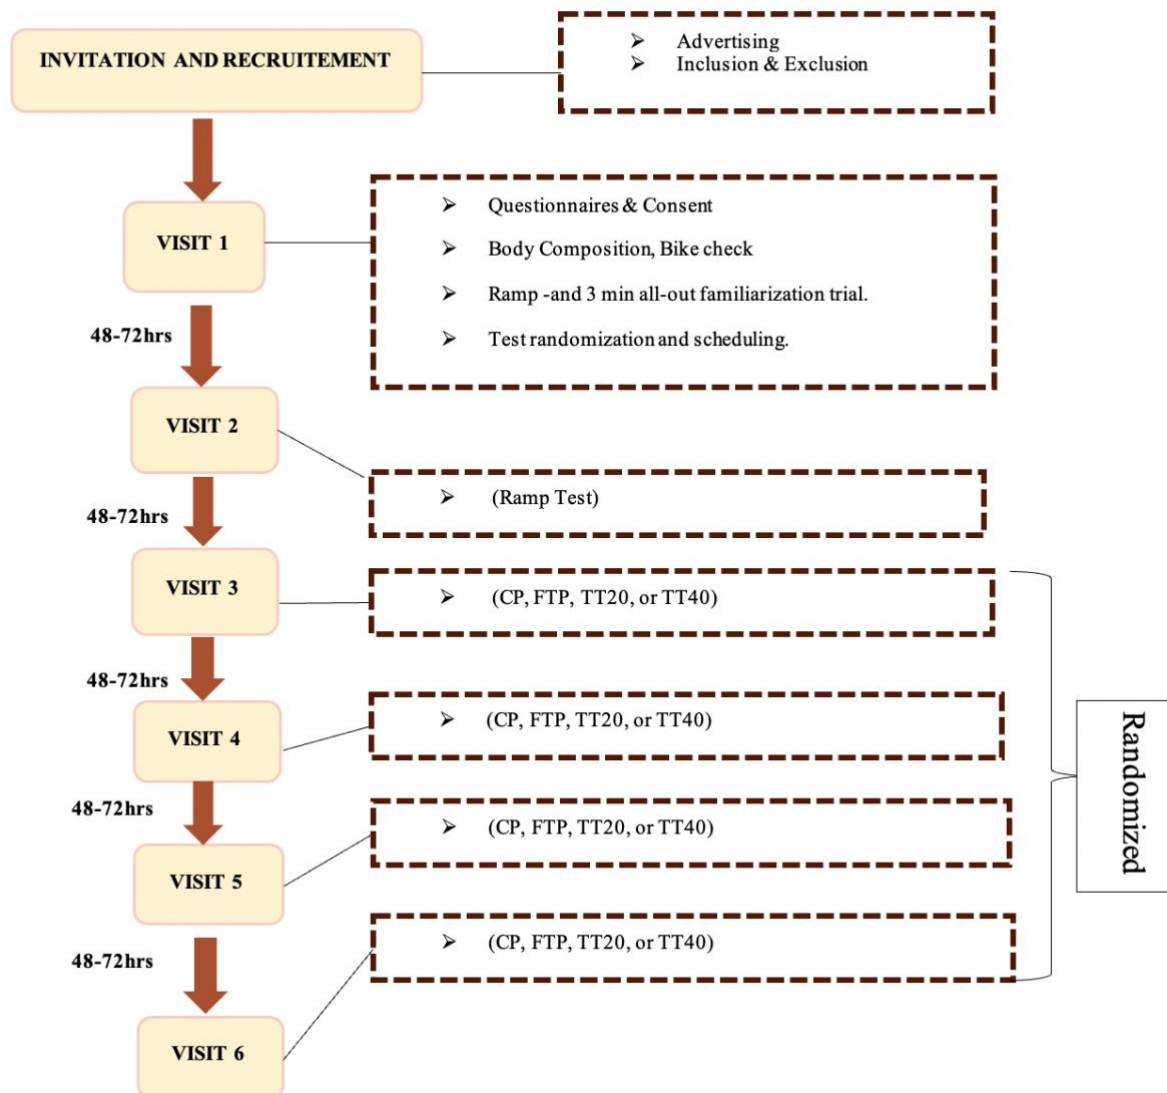 INVITATION AND RECRUITEMENT
➢ Advertising
➢ Inclusion & Exclusion
VISIT 1
➢ Questionnaires & Consent
➢ Body Composition, Bike check
➢ Ramp -and 3 min all-out familiarization trial.
➢ Test randomization and scheduling.
48-72hrs
VISIT 2
➢ (Ramp Test)
48-72hrs
VISIT 3
➢ (CP, FTP, TT20, or TT40)
48-72hrs
VISIT 4
➢ (CP, FTP, TT20, or TT40)
48-72hrs
VISIT 5
➢ (CP, FTP, TT20, or TT40)
48-72hrs
VISIT 6
➢ (CP, FTP, TT20, or TT40)
Randomized